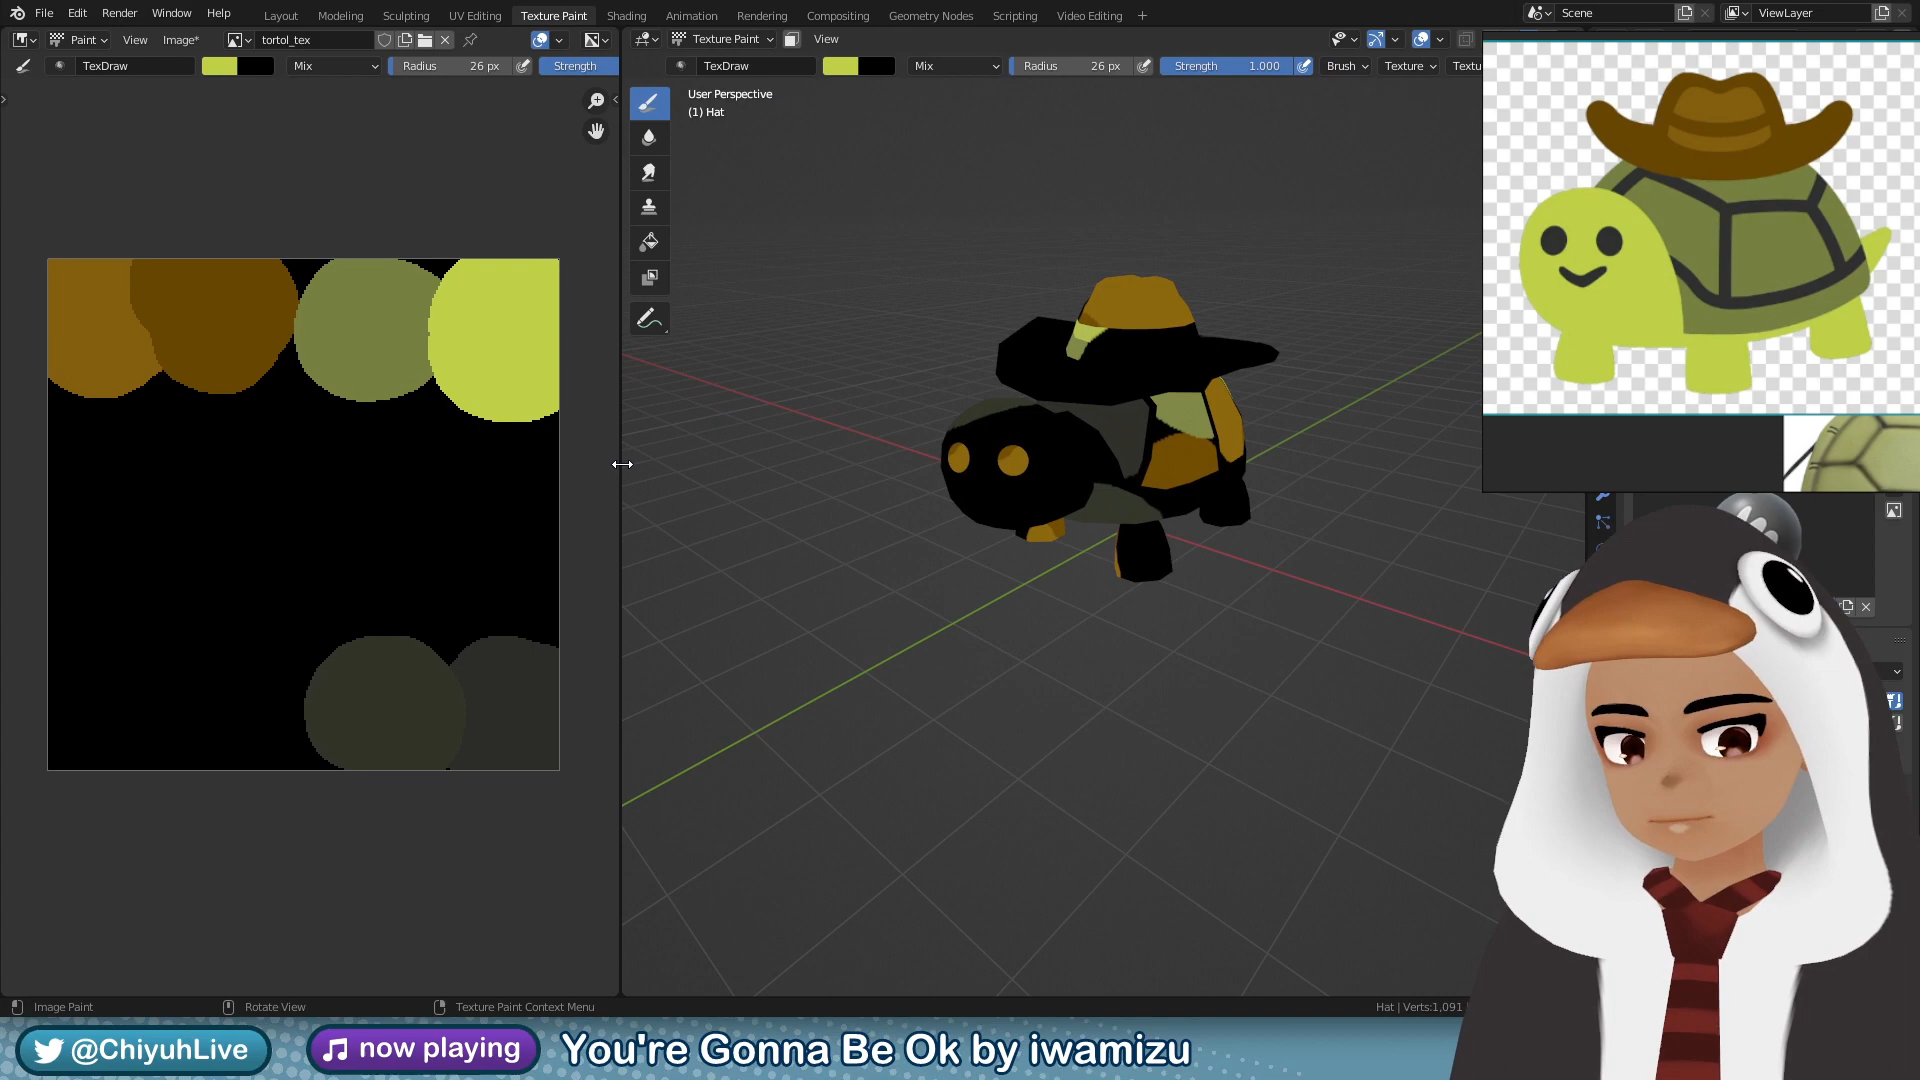 File Edit Render Window Help Layout Modeling Sculpting UV Editing Texture Paint Shading Animation Rendering Compositing Geometry Nodes Scripting Video Editing + Scene ViewLayer
Paint View Image* tortol_tex Texture Paint View
TexDraw Mix Radius 26 px Strength TexDraw Mix Radius 26 px Strength 1.000 Brush Texture Textu
User Perspective
(1) Hat
Image Paint Rotate View Texture Paint Context Menu Hat | Verts:1,091
@ChiyuhLive now playing You're Gonna Be Ok by iwamizu